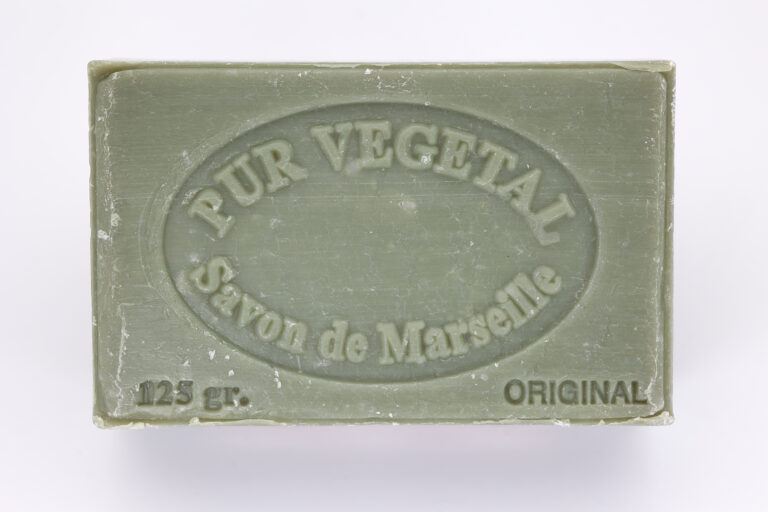 PUR VEGETAL
Savon de Marseille
125 gr.
ORIGINAL